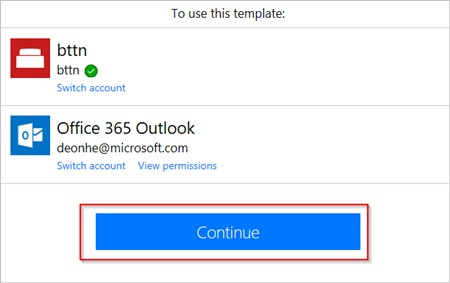 To use this template:
bttn
bttn
Switch account
Office 365 Outlook
deonhe@microsoft.com
Switch account View permissions
Continue